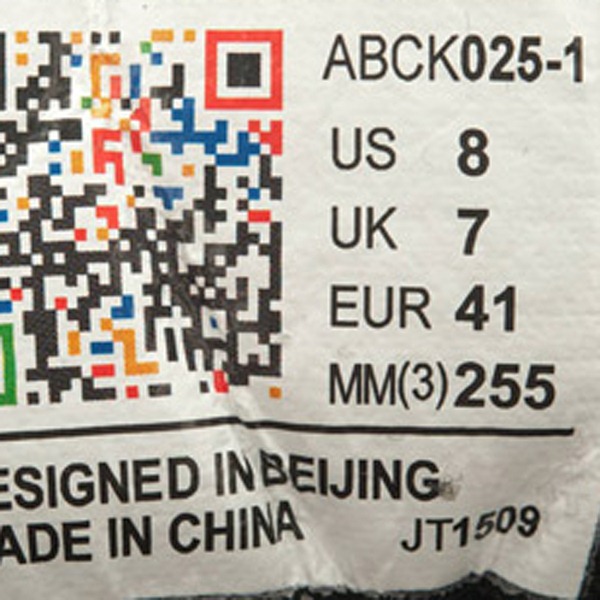 ABCK025-1
US 8
UK 7
EUR 41
MM(3) 255
ESIGNED IN BEIJING
ADE IN CHINA JT1509